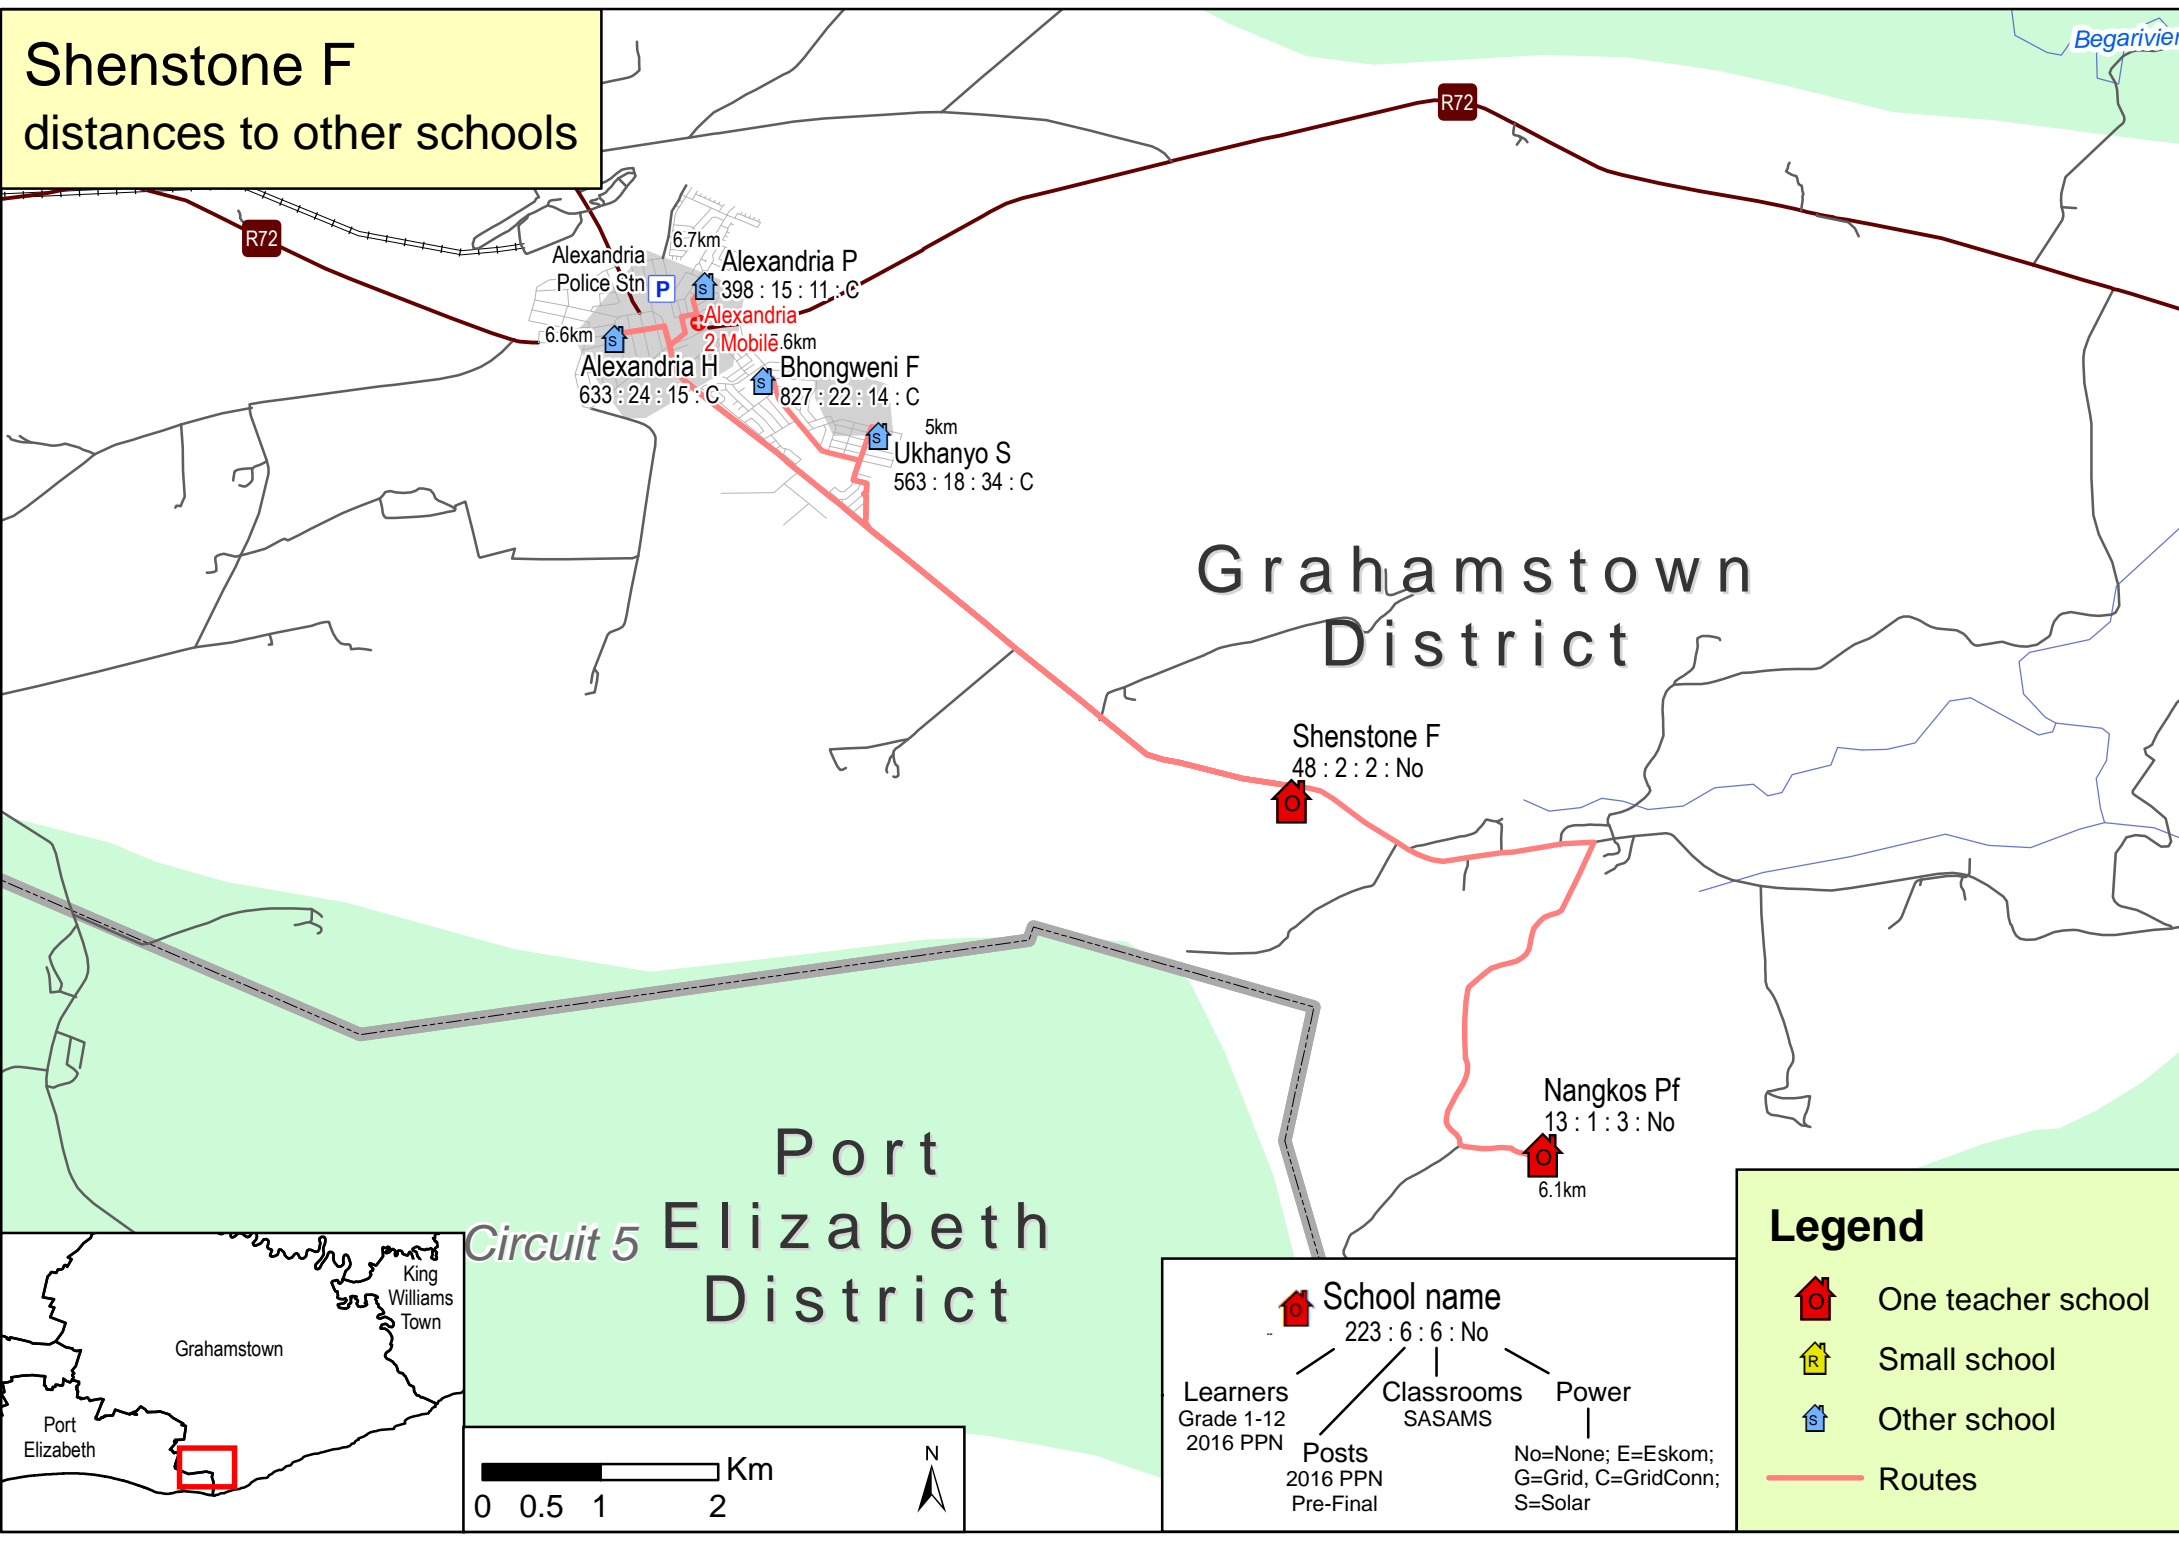 Shenstone F
distances to other schools
Begarivier
R72
R72
6.7km
Alexandria
Police Stn
P
Alexandria P
S
398 : 15 : 11 : C
Alexandria
2 Mobile
.6km
6.6km
S
Alexandria H
633 : 24 : 15 : C
S
Bhongweni F
827 : 22 : 14 : C
5km
S
Ukhanyo S
563 : 18 : 34 : C
Grahamstown
District
Shenstone F
48 : 2 : 2 : No
O
Nangkos Pf
13 : 1 : 3 : No
O
6.1km
Port
Elizabeth
District
Circuit 5
King
Williams
Town
Grahamstown
Port
Elizabeth
Km
0 0.5 1 2
N
O
School name
223 : 6 : 6 : No
Learners
Grade 1-12
2016 PPN
Posts
2016 PPN
Pre-Final
Classrooms
SASAMS
Power
No=None; E=Eskom;
G=Grid, C=GridConn;
S=Solar
Legend
O One teacher school
R Small school
S Other school
Routes